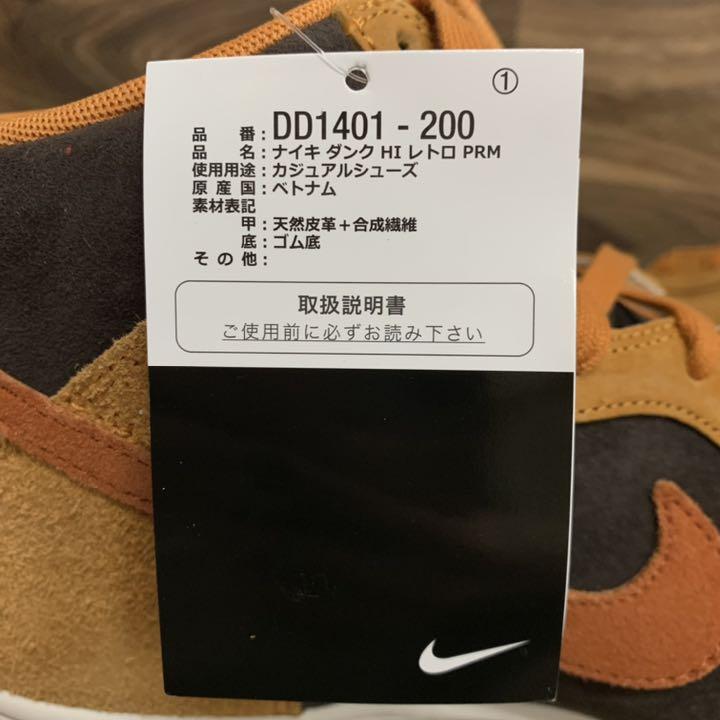 ①
品 番：DD1401 - 200
品 名：ナイキ ダンク HI レトロ PRM
使用用途：カジュアルシューズ
原 産 国：ベトナム
素材表記
甲：天然皮革＋合成繊維
底：ゴム底
そ の 他：
取扱説明書
ご使用前に必ずお読み下さい